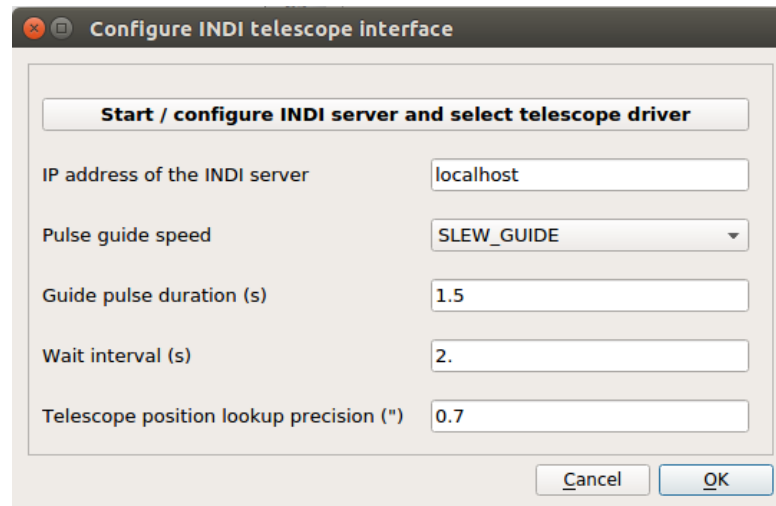 Configure INDI telescope interface
Start / configure INDI server and select telescope driver
IP address of the INDI server localhost
Pulse guide speed SLEW_GUIDE
Guide pulse duration (s) 1.5
Wait interval (s) 2.
Telescope position lookup precision (") 0.7
Cancel OK